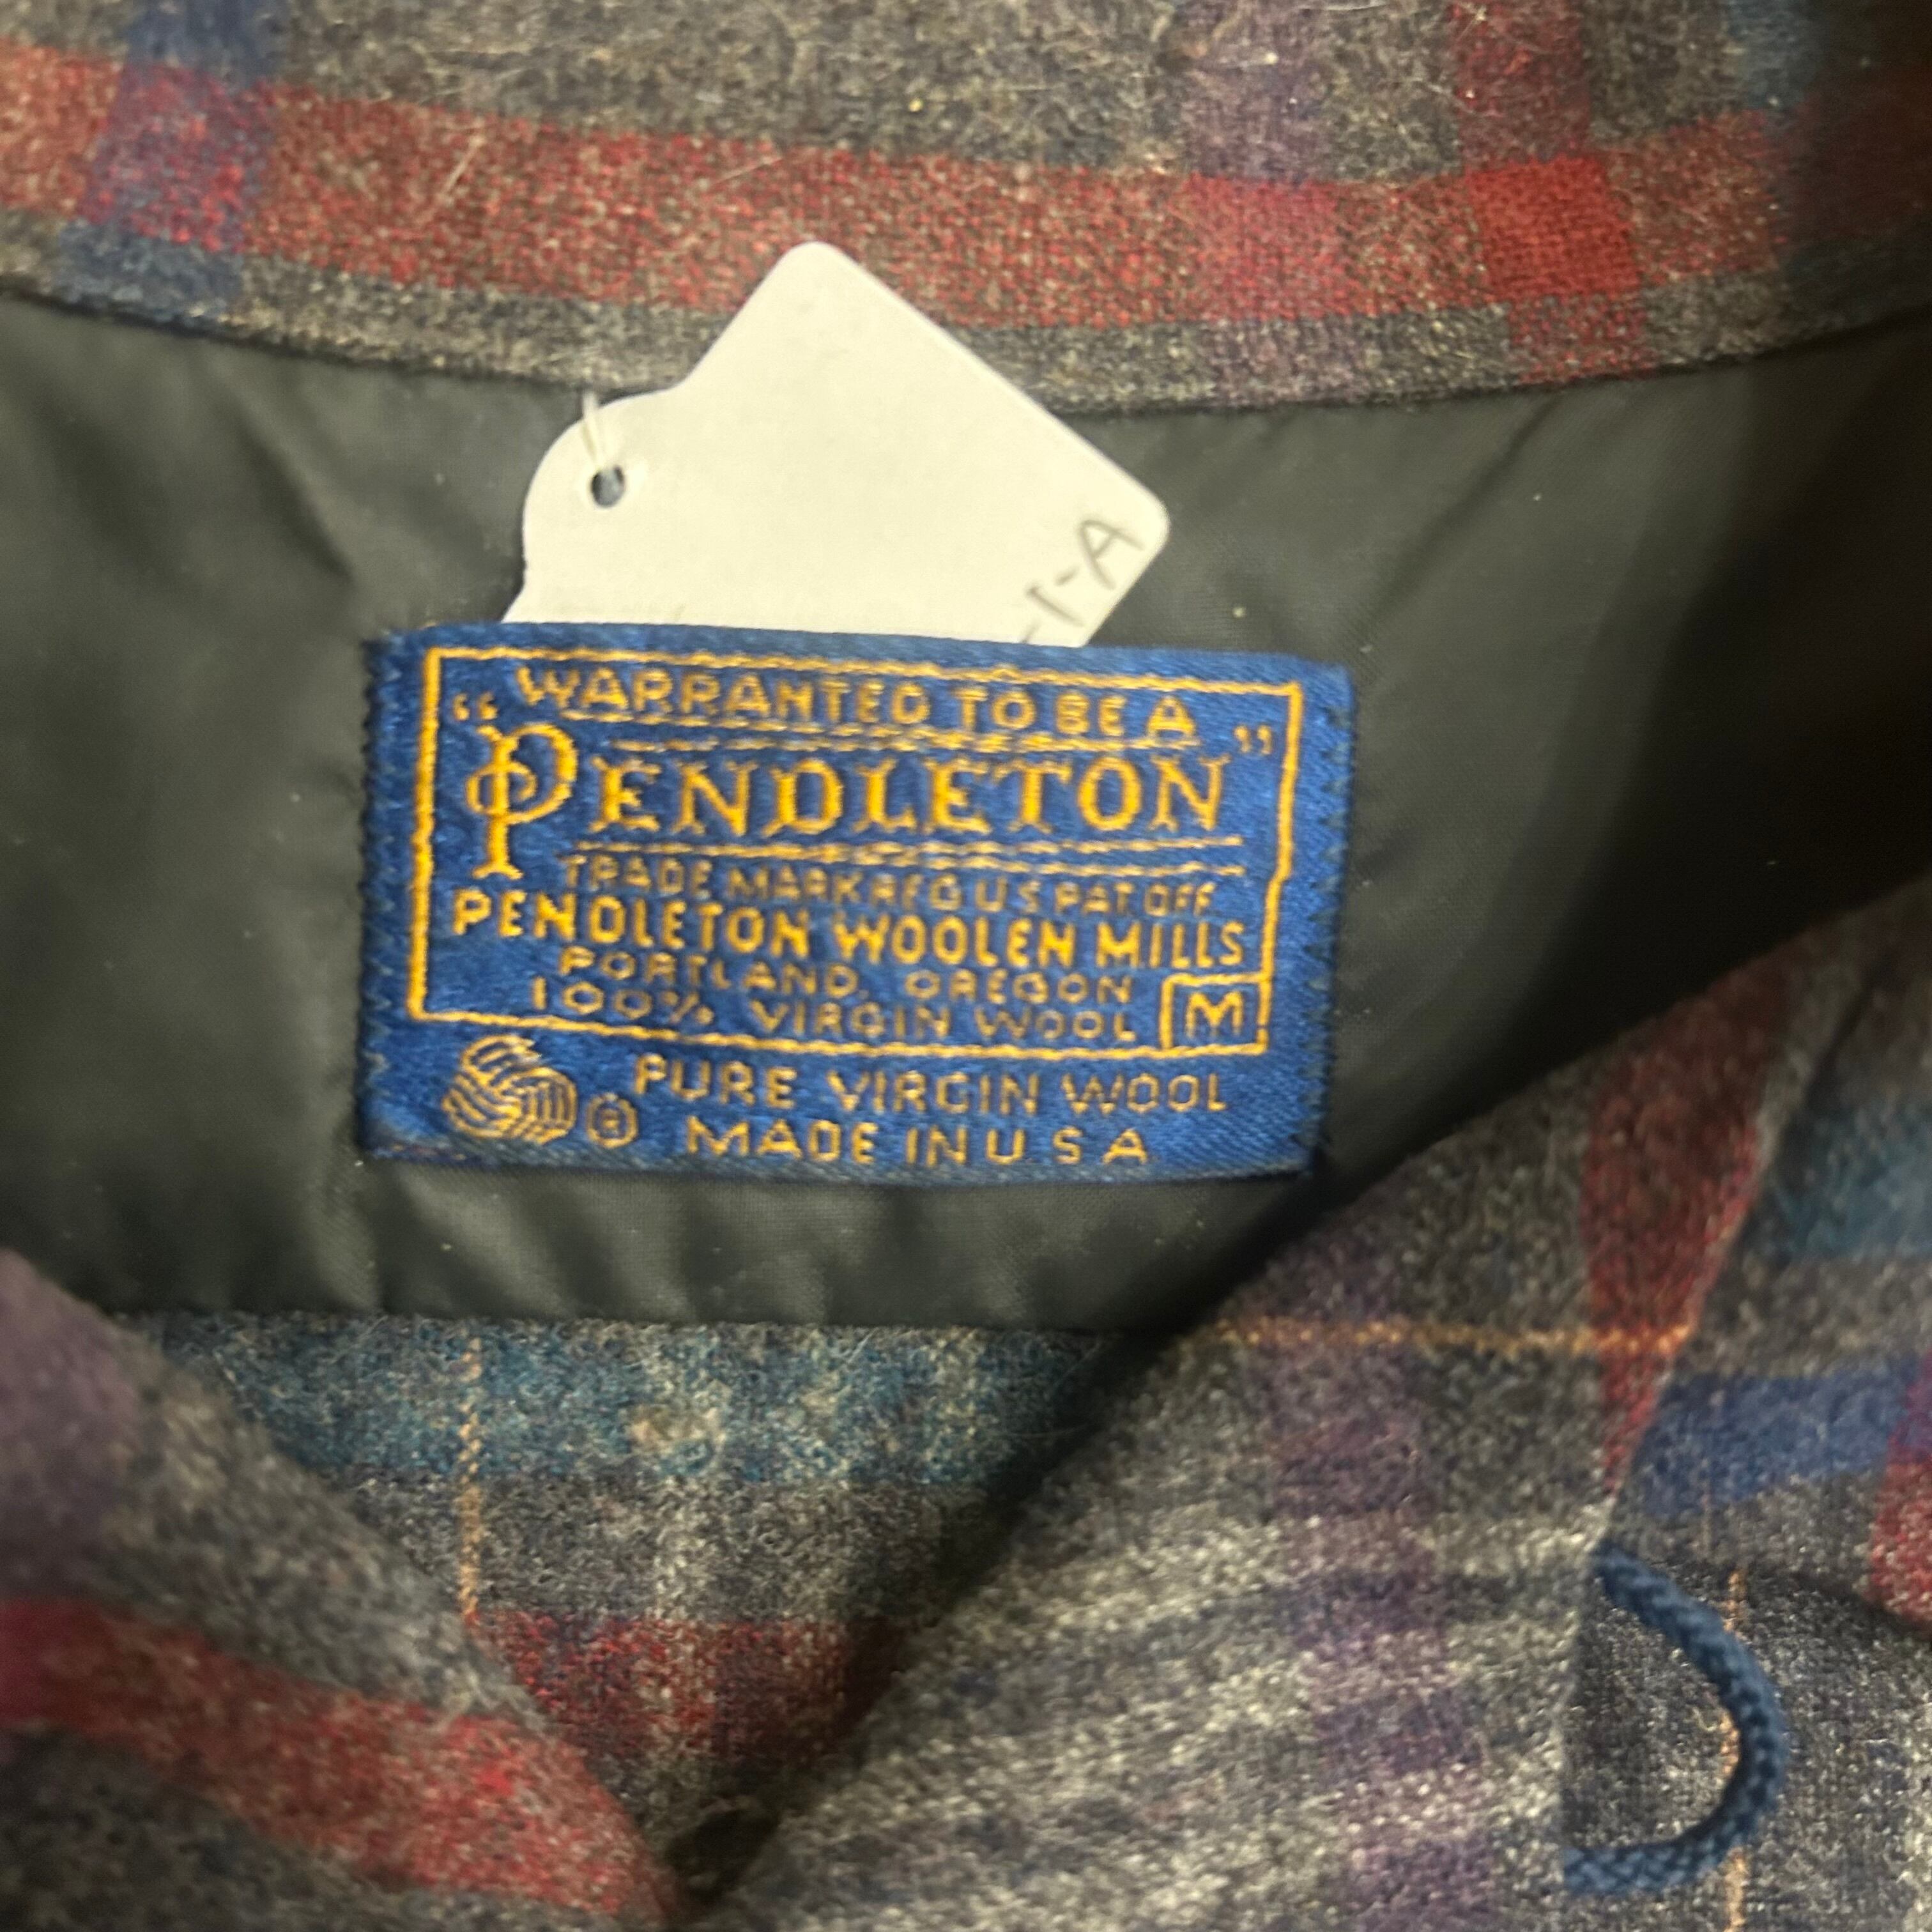 -1-A
"WARRANTED TO BE A
PENDLETON"
TRADE MARK REG U S PAT. OFF.
PENDLETON WOOLEN MILLS
PORTLAND, OREGON
100% VIRGIN WOOL M
PURE VIRGIN WOOL
® MADE IN U S A